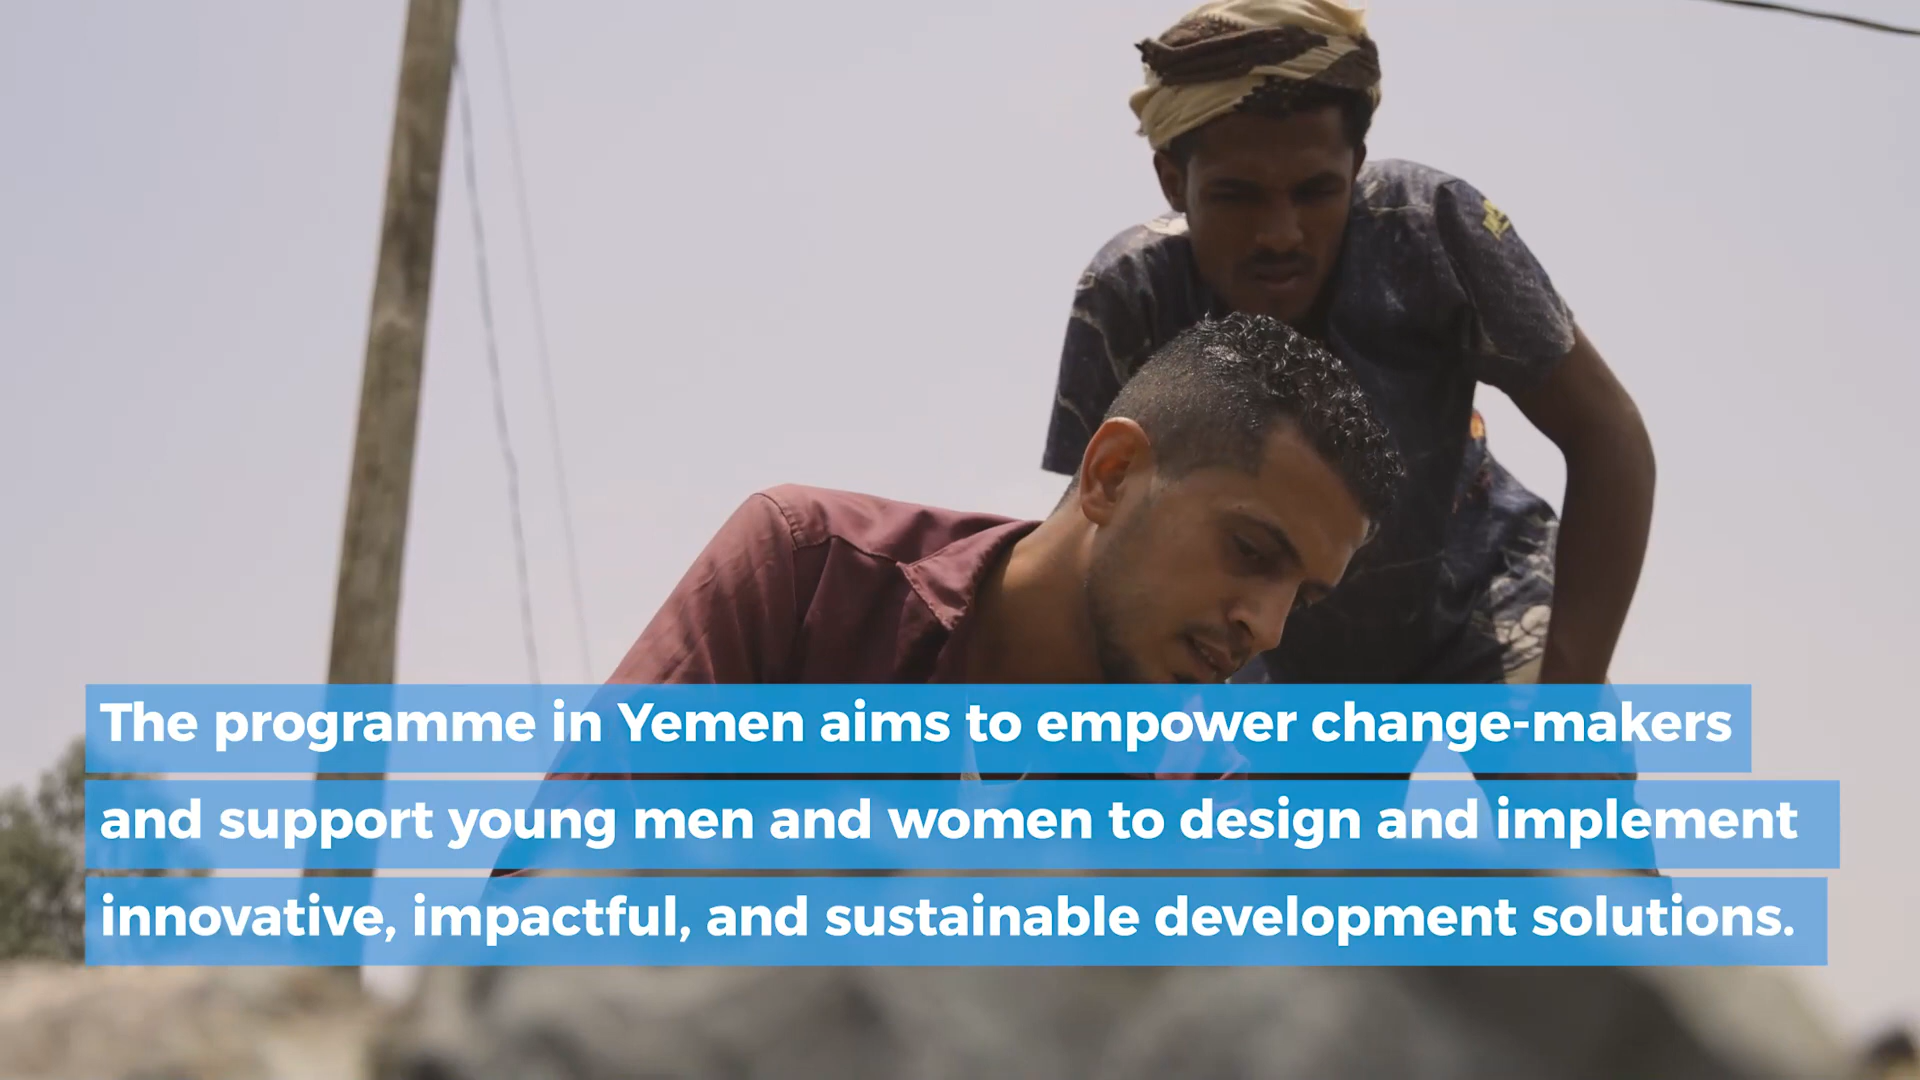 The programme in Yemen aims to empower change-makers
and support young men and women to design and implement
innovative, impactful, and sustainable development solutions.